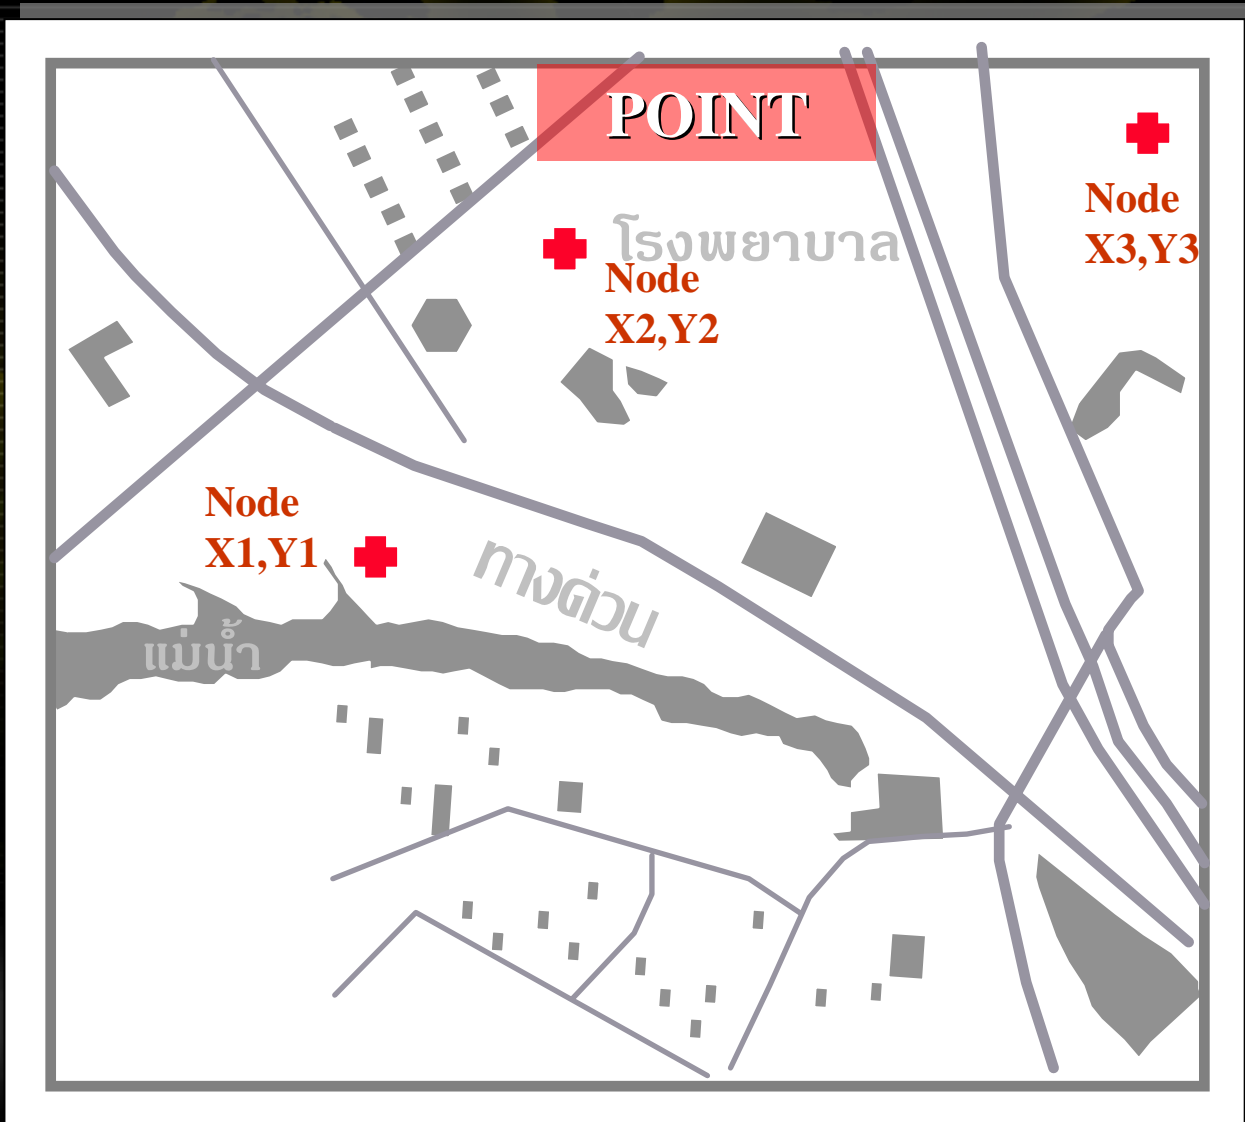 POINT
Node
X3,Y3
โรงพยาบาล
Node
X2,Y2
Node
X1,Y1
ทางด่วน
แม่น้ำ